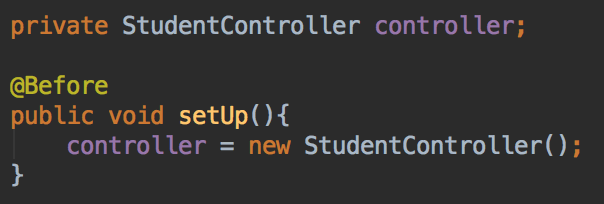 private StudentController controller;
@Before
public void setUp(){
controller = new StudentController();
}